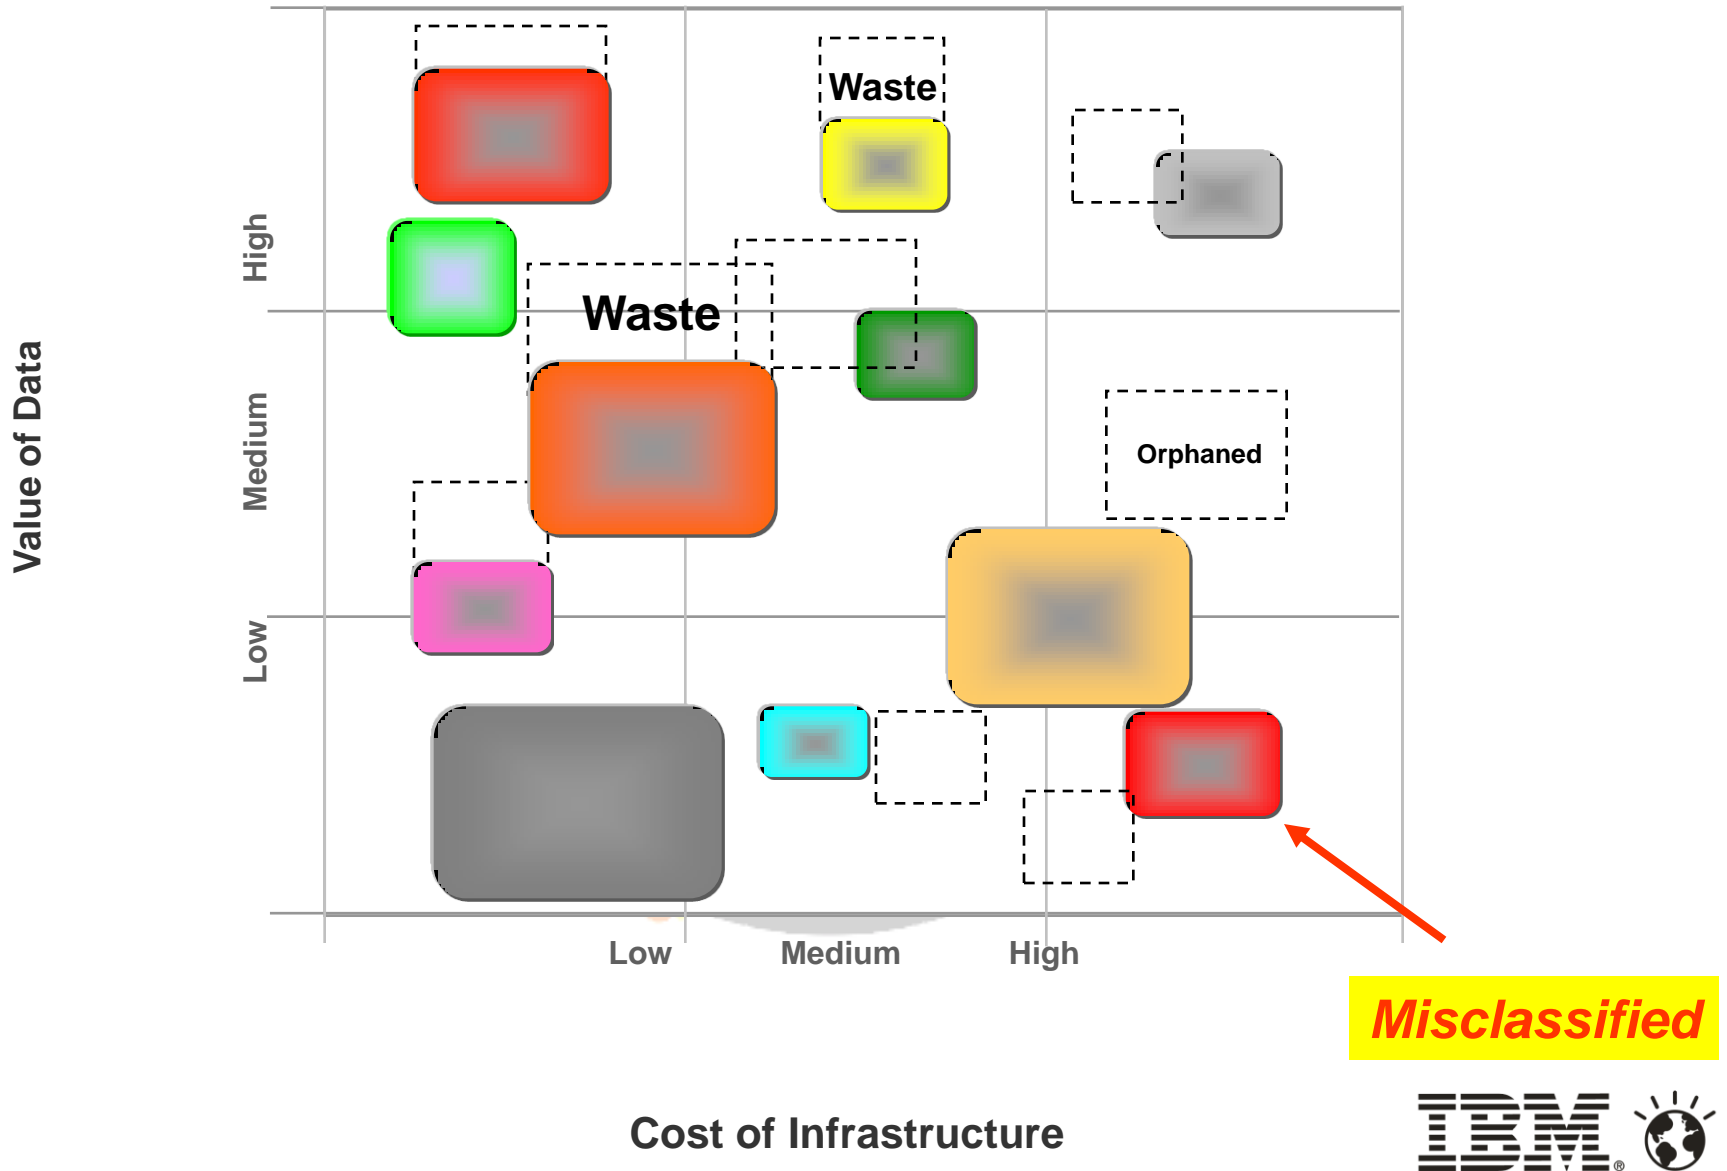 Waste
High
Waste
Value of Data
Medium
Orphaned
Low
Low
Medium
High
Misclassified
Cost of Infrastructure
IBM®